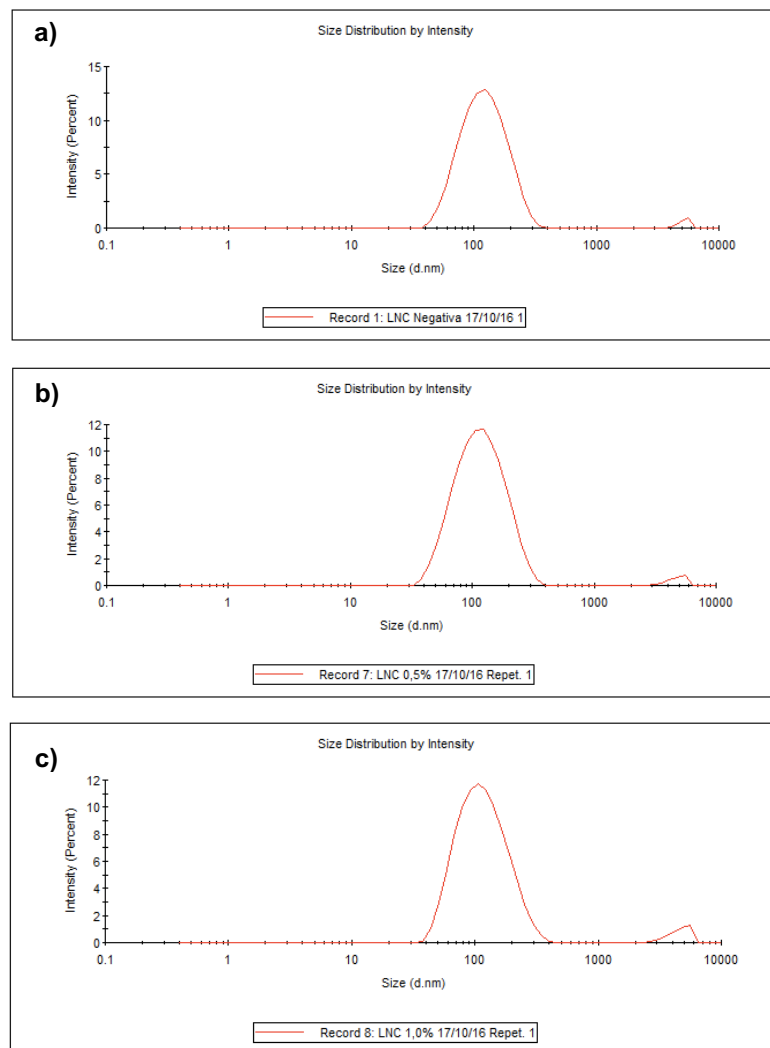 a)
Size Distribution by Intensity
15
10
5
0
0.1 1 10 100 1000 10000
Intensity (Percent)
Size (d.nm)
Record 1: LNC Negativa 17/10/16 1
b)
Size Distribution by Intensity
12
10
8
6
4
2
0
0.1 1 10 100 1000 10000
Intensity (Percent)
Size (d.nm)
Record 7: LNC 0,5% 17/10/16 Repet. 1
c)
Size Distribution by Intensity
12
10
8
6
4
2
0
0.1 1 10 100 1000 10000
Intensity (Percent)
Size (d.nm)
Record 8: LNC 1,0% 17/10/16 Repet. 1